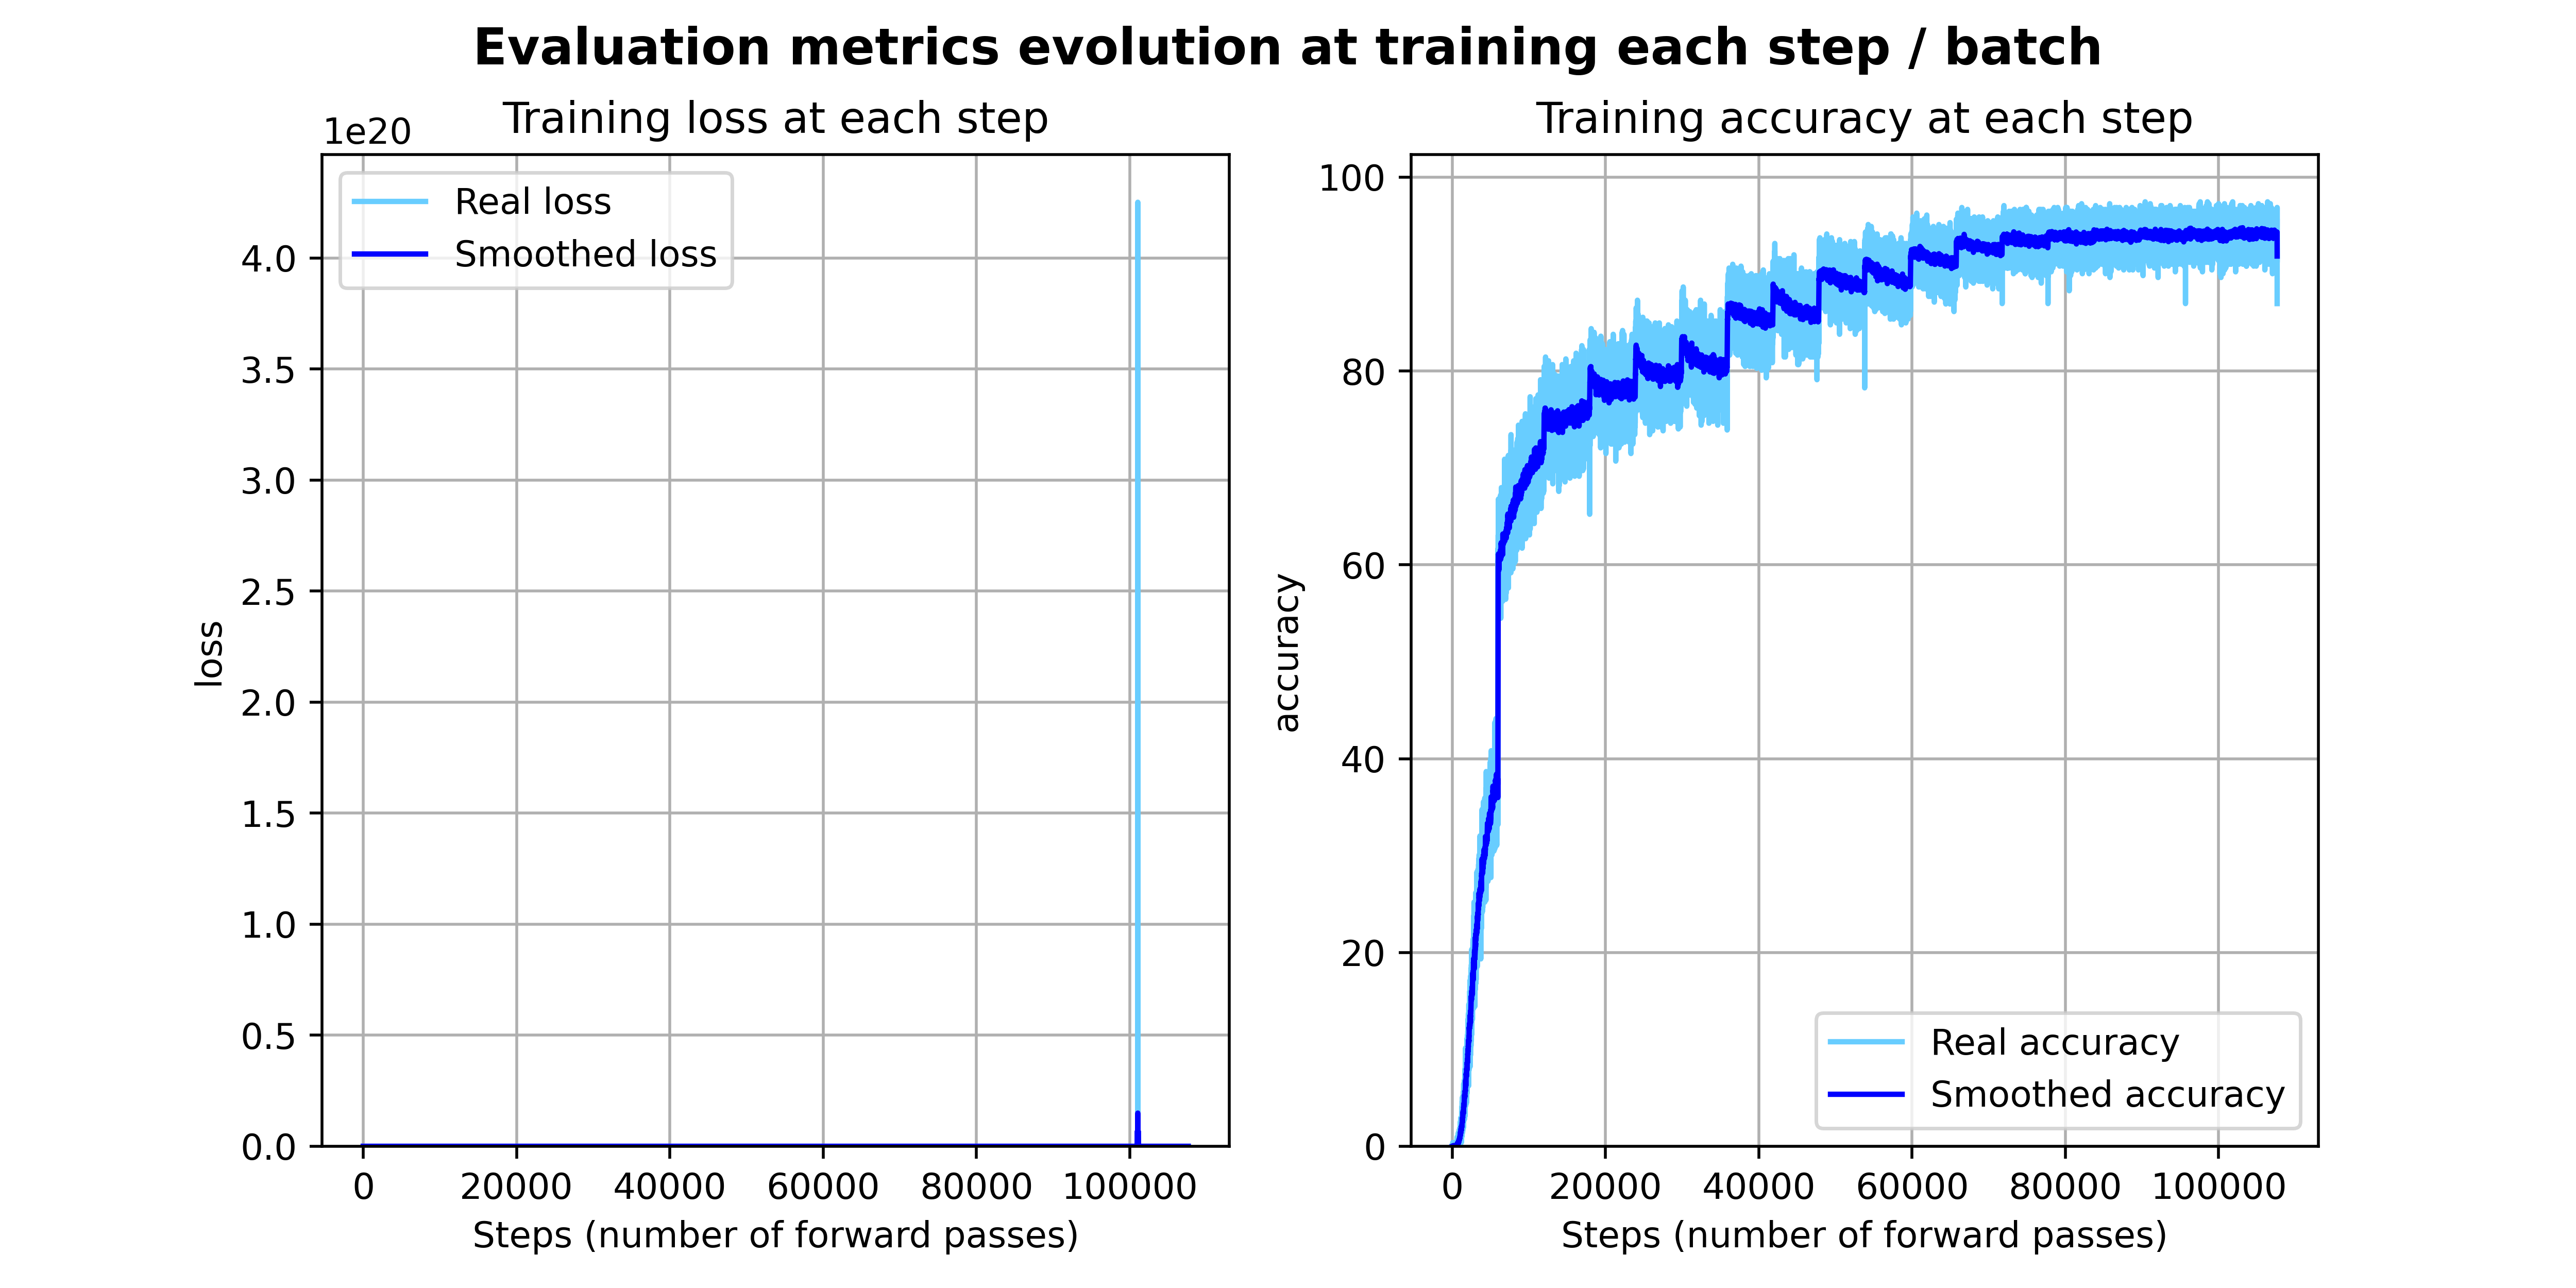 Evaluation metrics evolution at training each step / batch
Training loss at each step
1e20
Real loss
Smoothed loss
4.0
3.5
3.0
2.5
2.0
1.5
1.0
0.5
0.0
loss
0 20000 40000 60000 80000 100000
Steps (number of forward passes)
Training accuracy at each step
100
80
60
40
20
0
accuracy
Real accuracy
Smoothed accuracy
0 20000 40000 60000 80000 100000
Steps (number of forward passes)